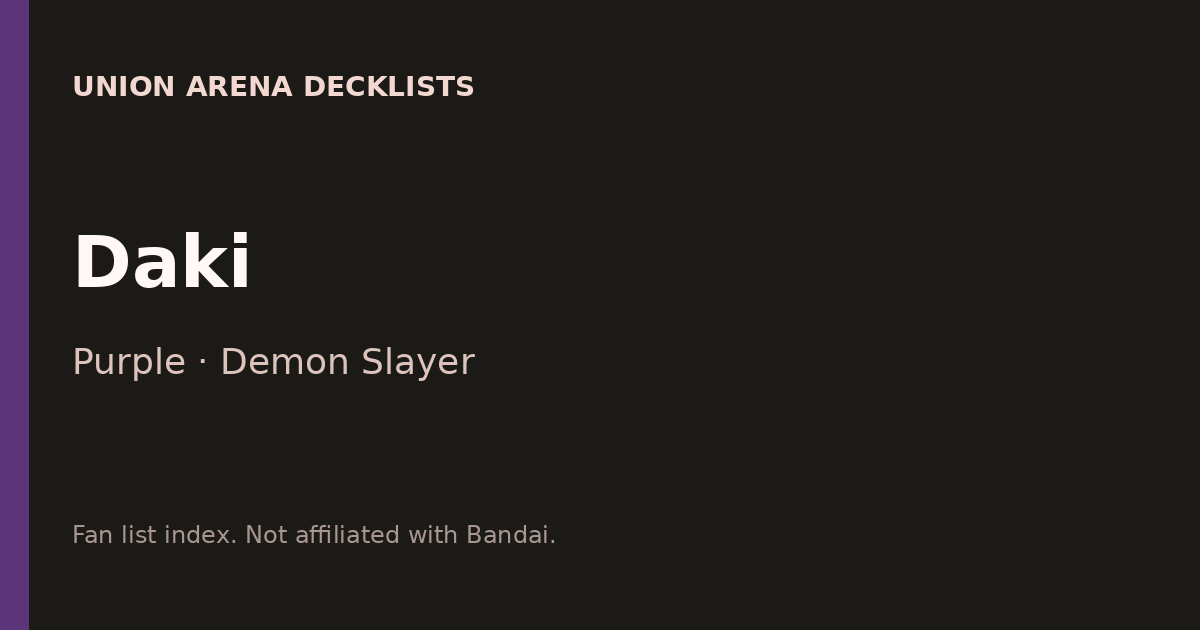 UNION ARENA DECKLISTS
Daki
Purple · Demon Slayer
Fan list index. Not affiliated with Bandai.